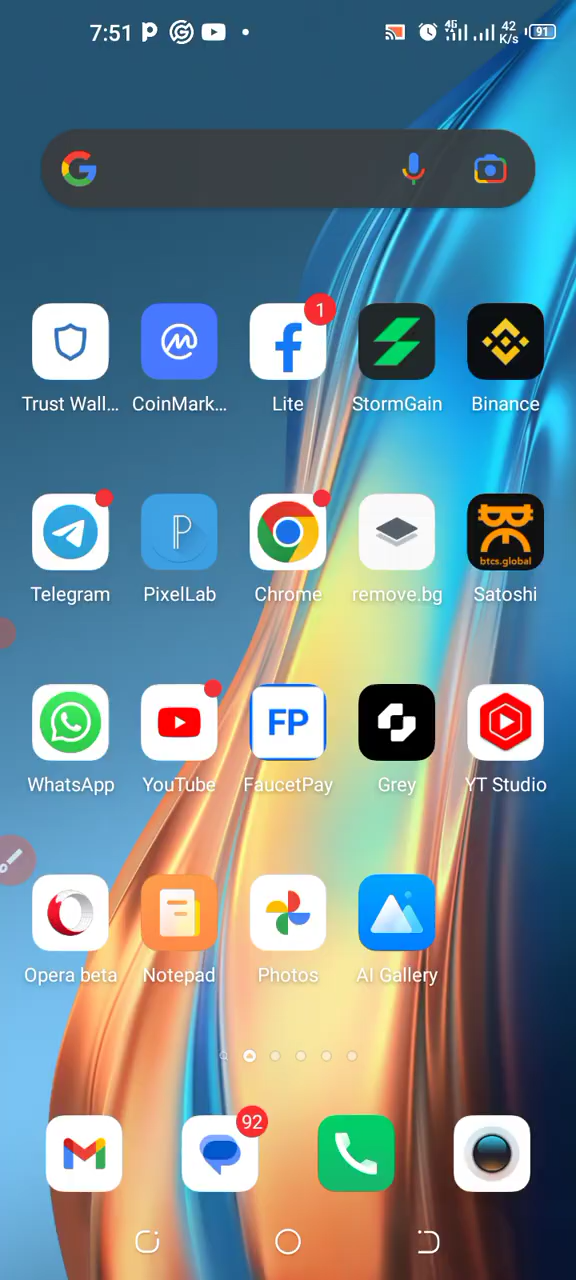 7:51 4G 42 K/s 91
1
Trust Wall... CoinMark... Lite StormGain Binance
btcs.global
Telegram PixelLab Chrome remove.bg Satoshi
FP
WhatsApp YouTube FaucetPay Grey YT Studio
Opera beta Notepad Photos AI Gallery
92